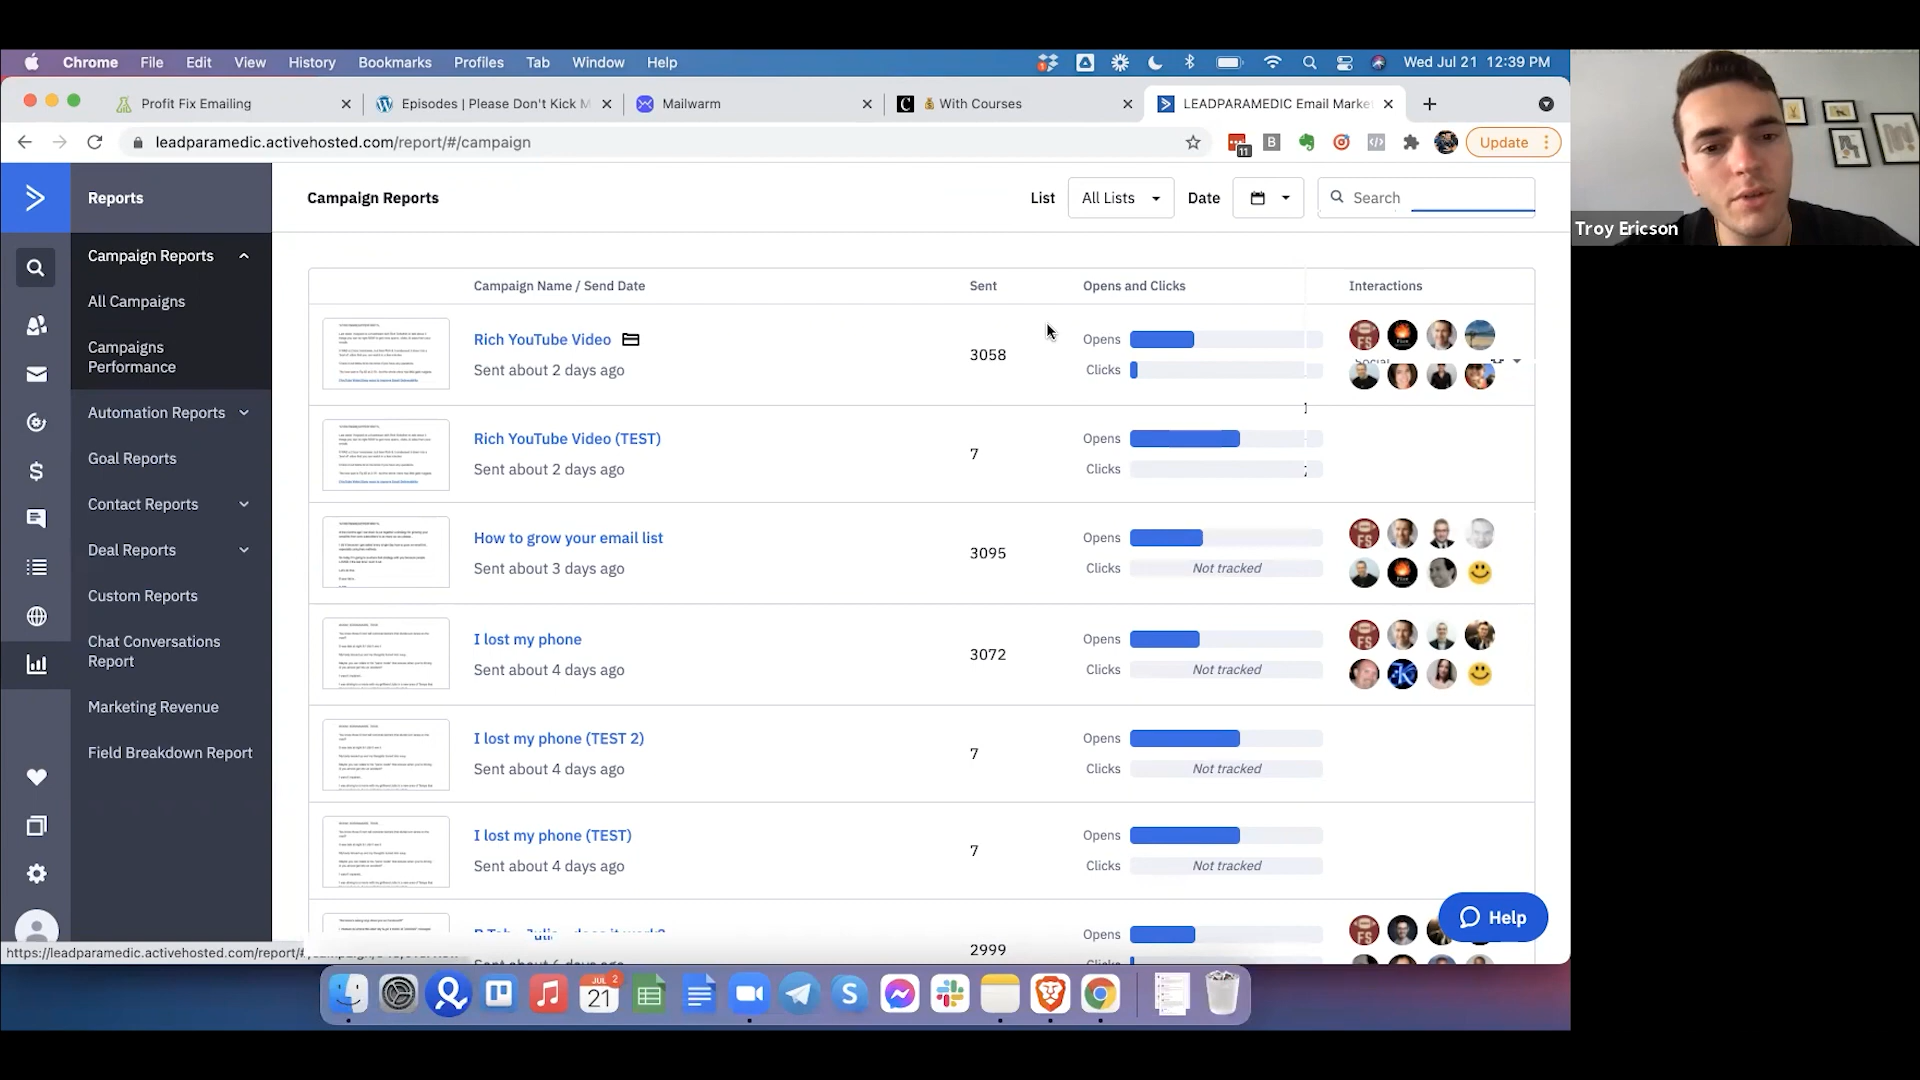 Chrome File Edit View History Bookmarks Profiles Tab Window Help
Wed Jul 21 12:39 PM
Profit Fix Emailing
Episodes | Please Don't Kick M
Mailwarm
With Courses
LEADPARAMEDIC Email Marke
leadparamedic.activehosted.com/report/#/campaign
11
Update
Troy Ericson
Reports
Campaign Reports
List
All Lists
Date
Search
Campaign Reports
All Campaigns
Campaigns
Performance
Automation Reports
Goal Reports
Contact Reports
Deal Reports
Custom Reports
Chat Conversations
Report
Marketing Revenue
Field Breakdown Report
Campaign Name / Send Date
Sent
Opens and Clicks
Interactions
Rich YouTube Video
Sent about 2 days ago
3058
Opens
Clicks
Rich YouTube Video (TEST)
Sent about 2 days ago
7
Opens
Clicks
How to grow your email list
Sent about 3 days ago
3095
Opens
Clicks
Not tracked
I lost my phone
Sent about 4 days ago
3072
Opens
Clicks
Not tracked
I lost my phone (TEST 2)
Sent about 4 days ago
7
Opens
Clicks
Not tracked
I lost my phone (TEST)
Sent about 4 days ago
7
Opens
Clicks
Not tracked
2999
Opens
Help
https://leadparamedic.activehosted.com/report/#
JUL
21
2